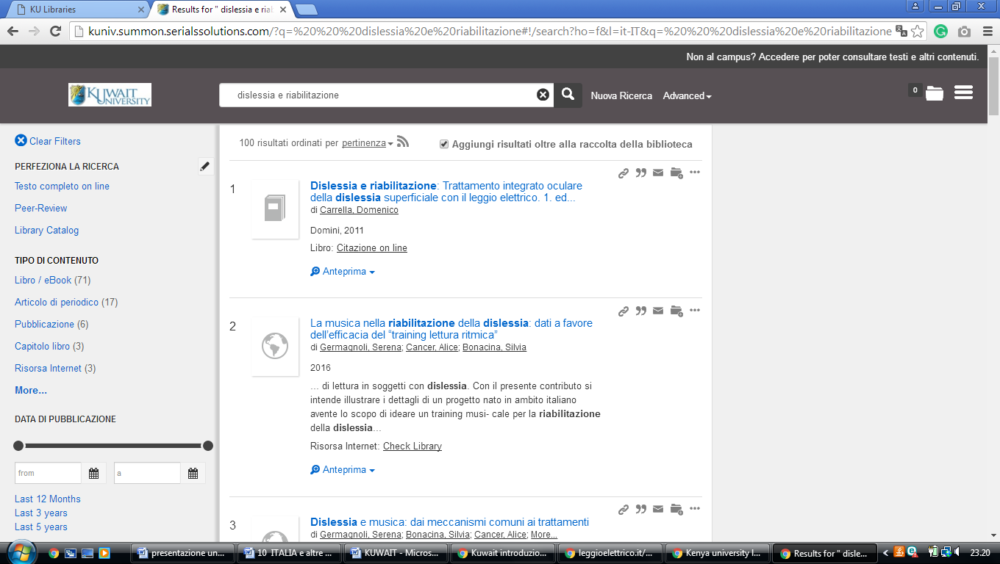 KU Libraries
Results for " dislessia e ria
kuniv.summon.serialssolutions.com/?q=%20%20%20dislessia%20e%20riabilitazione#!/search?ho=f&l=it-IT&q=%20%20%20dislessia%20e%20riabilitazione
Non al campus? Accedere per poter consultare testi e altri contenuti.
KUWAIT UNIVERSITY
dislessia e riabilitazione
Nuova Ricerca
Advanced
0
Clear Filters
PERFEZIONA LA RICERCA
Testo completo on line
Peer-Review
Library Catalog
TIPO DI CONTENUTO
Libro / eBook (71)
Articolo di periodico (17)
Pubblicazione (6)
Capitolo libro (3)
Risorsa Internet (3)
More...
DATA DI PUBBLICAZIONE
from
a
Last 12 Months
Last 3 years
Last 5 years
100 risultati ordinati per pertinenza
Aggiungi risultati oltre alla raccolta della biblioteca
1
Dislessia e riabilitazione: Trattamento integrato oculare
della dislessia superficiale con il leggio elettrico. 1. ed...
di Carrella, Domenico
Domini, 2011
Libro: Citazione on line
Anteprima
2
La musica nella riabilitazione della dislessia: dati a favore
dell'efficacia del “training lettura ritmica”
di Germagnoli, Serena; Cancer, Alice; Bonacina, Silvia
2016
... di lettura in soggetti con dislessia. Con il presente contributo si
intende illustrare i dettagli di un progetto nato in ambito italiano
avente lo scopo di ideare un training musi- cale per la riabilitazione
della dislessia...
Risorsa Internet: Check Library
Anteprima
3
Dislessia e musica: dai meccanismi comuni ai trattamenti
di Germagnoli, Serena; Bonacina, Silvia; Cancer, Alice; More...
presentazione un...
10 ITALIA e altre ...
KUWAIT - Micros...
Kuwait introduzio...
leggioelettrico.it/...
Kenya university l...
Results for " disle...
23.20